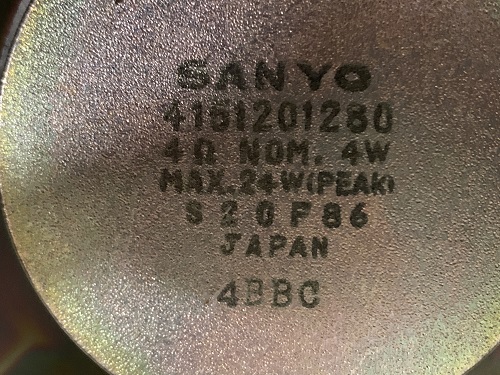 SANYO
4151201280
4Ω NOM. 4W
MAX.24W(PEAK)
S20F86
JAPAN
4BBC